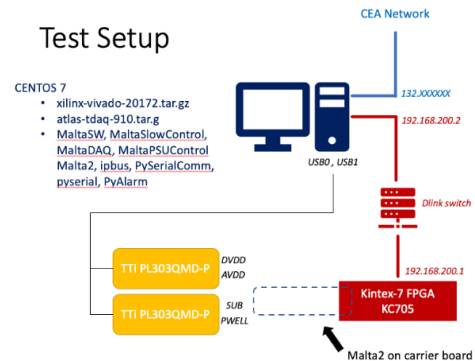 CEA Network
Test Setup
CENTOS 7
• xilinx-vivado-20172.tar.gz
• atlas-tdaq-910.tar.g
• MaltaSW, MaltaSlowControl,
MaltaDAQ, MaltaPSUControl
Malta2, ipbus, PySerialComm,
pyserial, PyAlarm
132.XXXXXX
192.168.200.2
USB0 , USB1
Dlink switch
TTi PL303QMD-P
DVDD
AVDD
192.168.200.1
TTi PL303QMD-P
SUB
PWELL
Kintex-7 FPGA
KC705
Malta2 on carrier board